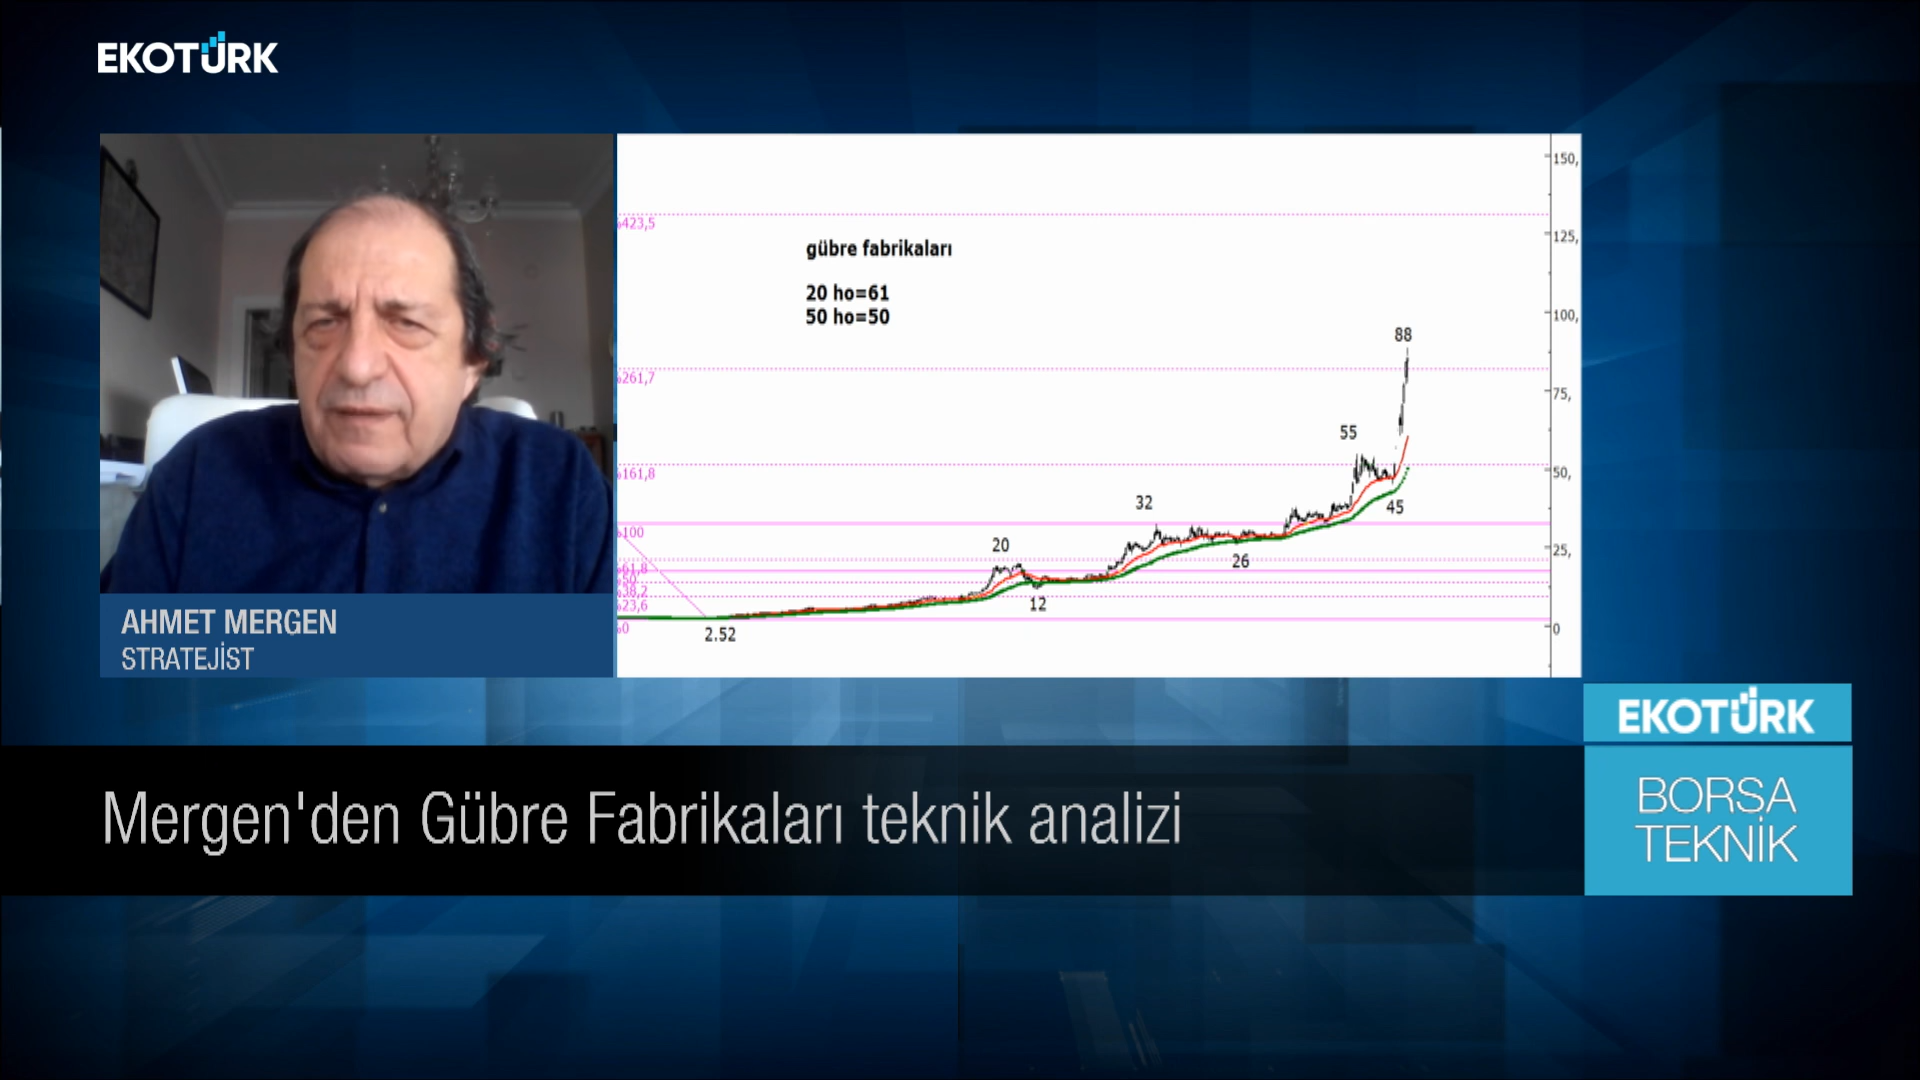 EKOTÜRK
%423,5
gübre fabrikaları
20 ho=61
50 ho=50
%261,7
%161,8
%100
%61,8
%50
%38,2
%23,6
%0
150,
125,
100,
75,
50,
25,
0
88
55
45
32
26
20
12
2.52
AHMET MERGEN
STRATEJİST
EKOTÜRK
Mergen'den Gübre Fabrikaları teknik analizi
BORSA
TEKNİK